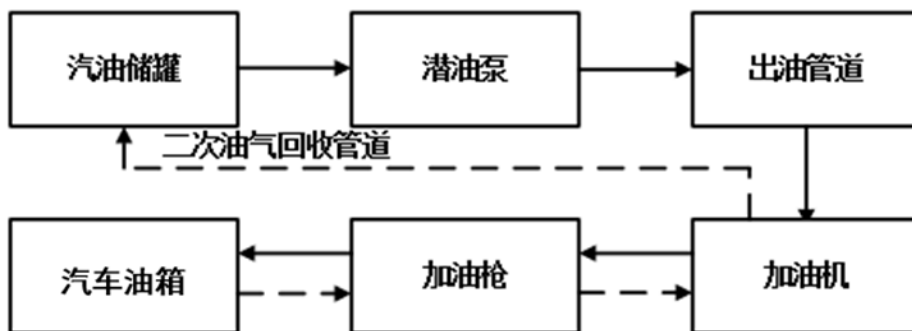 汽油储罐
潜油泵
出油管道
二次油气回收管道
汽车油箱
加油枪
加油机